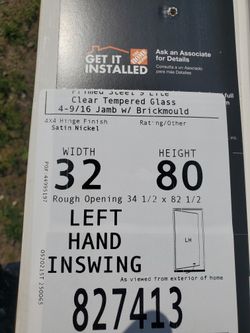 GET IT
INSTALLED
Ask an Associate
for Details
Consulta a un Asociado
para más Detalles
Primed Steel 9 Lite
Clear Tempered Glass
4-9/16 Jamb w/ Brickmould
4X4 Hinge Finish
Rating/Other
Satin Nickel
WIDTH
HEIGHT
32
80
Rough Opening 34 1/2 x 82 1/2
LEFT
HAND
INSWING
LH
As viewed from exterior of home
827413